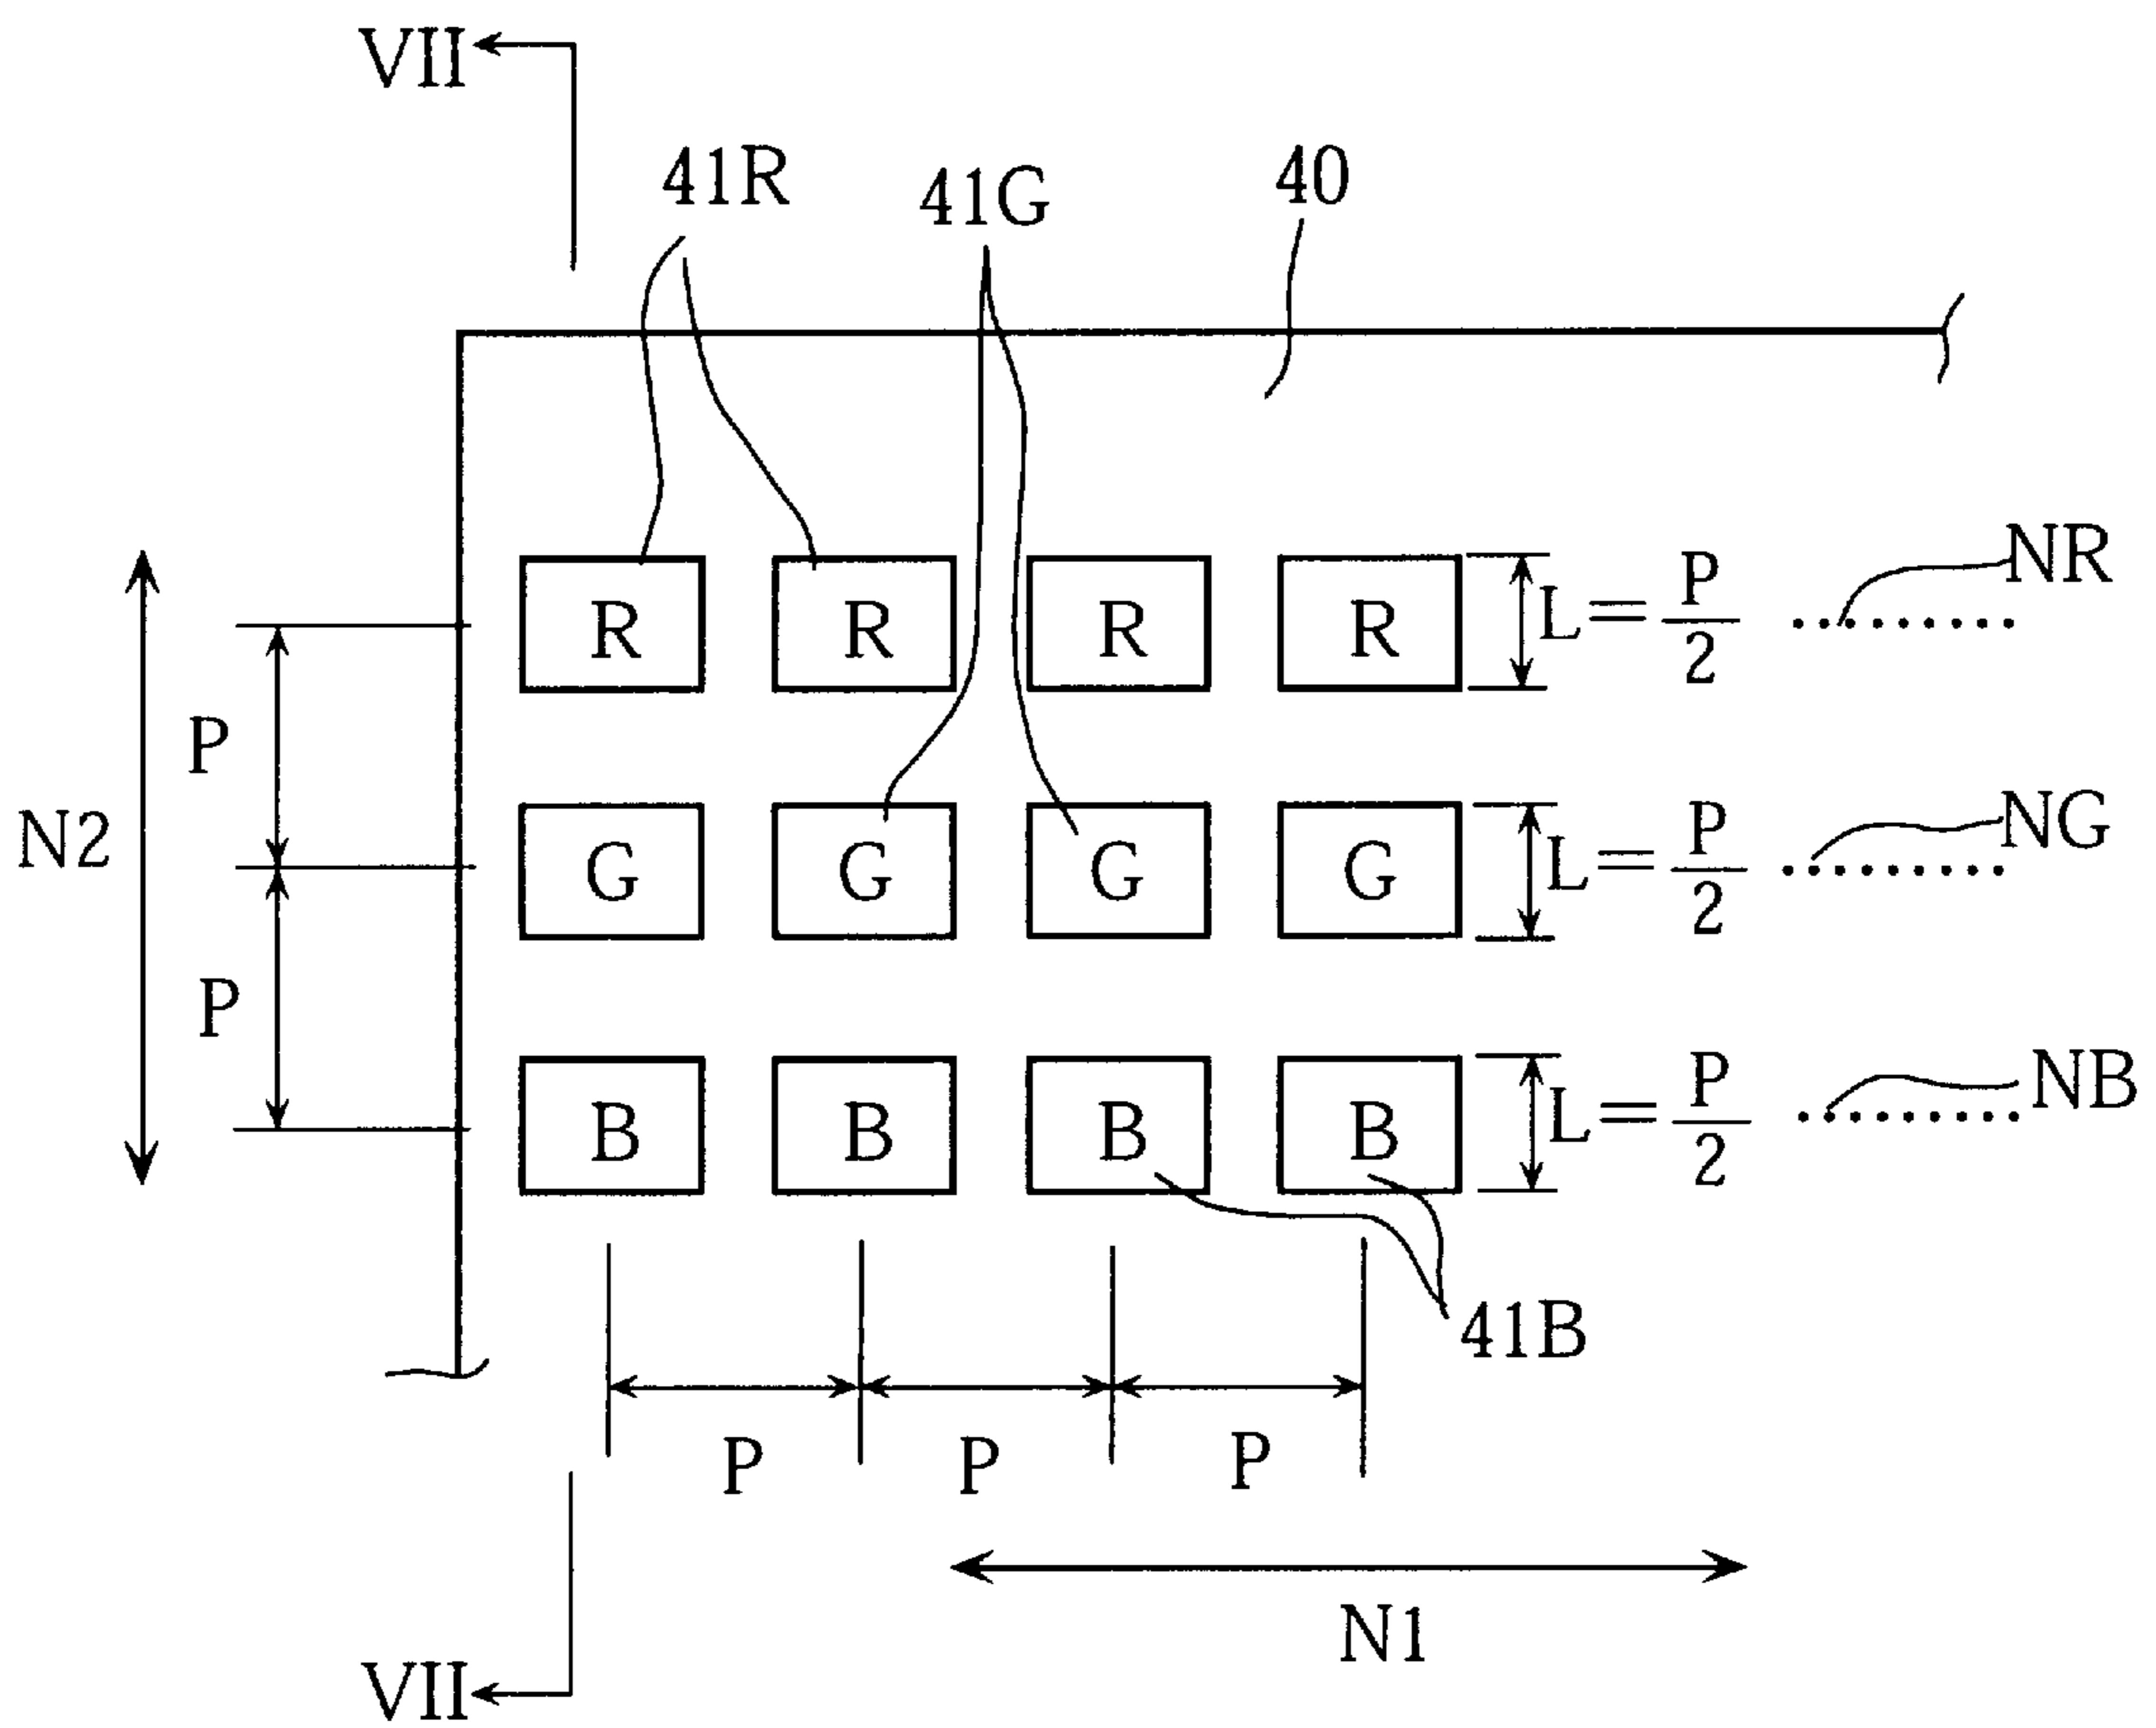 VII
41R 41G 40
R R R R L=P/2 NR
P
G G G G L=P/2 NG
N2
P
B B B B L=P/2 NB
41B
P P P
N1
VII